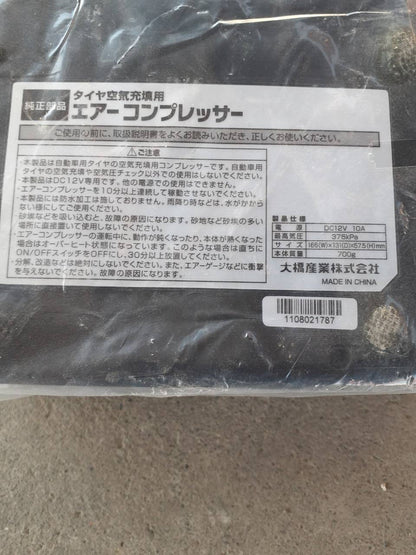 純正部品
タイヤ空気充填用
エアーコンプレッサー
ご使用の前に、取扱説明書をよくお読みいただき、正しくお使いください。
⚠ご注意
・本製品は自動車用タイヤの空気充填用コンプレッサーです。自動車用
タイヤの空気充填や空気圧チェック以外での使用はしないでください。
・本製品はDC12V専用です。他の電源での使用はできません。
・エアーコンプレッサーを10分以上連続して使用しないでください。
・本製品には防水加工は施しておりません。雨降り時などは、水がかから
ない様にしてご使用ください。
・砂埃などを吸い込むと、故障の原因になります。砂地など砂埃の多い
場所に直接置いて使用しないでください。
・エアーコンプレッサーの運転中に、動作が鈍くなったり、本体が熱くなった
場合はオーバーヒート状態になっています。このような場合は直ちに
ON/OFFスイッチをOFFにし、30分以上放置してください。
・分解、改造などは絶対にしないでください。また、エアーゲージなどに衝撃
を与えないでください。故障の原因になります。
製品仕様
電源 DC12V 10A
最高気圧 375kPa
サイズ 166(W)×131(D)×67.5(H)mm
本体質量 700g
大橋産業株式会社
MADE IN CHINA
1108021787